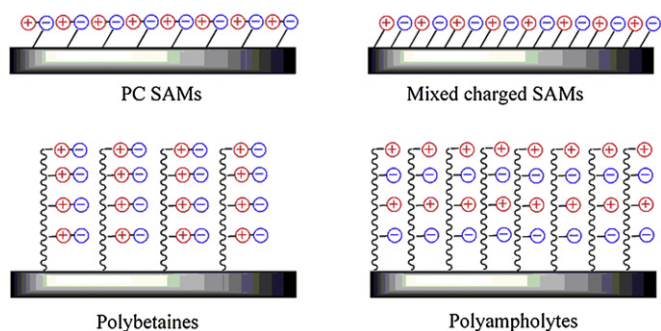 PC SAMs
Mixed charged SAMs
Polybetaines
Polyampholytes